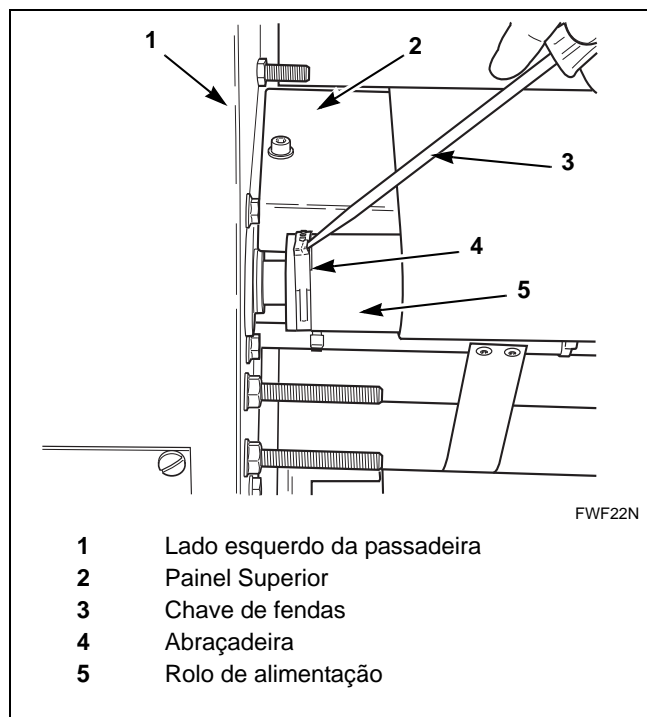 1
2
3
4
5
FWF22N
1 Lado esquerdo da passadeira
2 Painel Superior
3 Chave de fendas
4 Abraçadeira
5 Rolo de alimentação